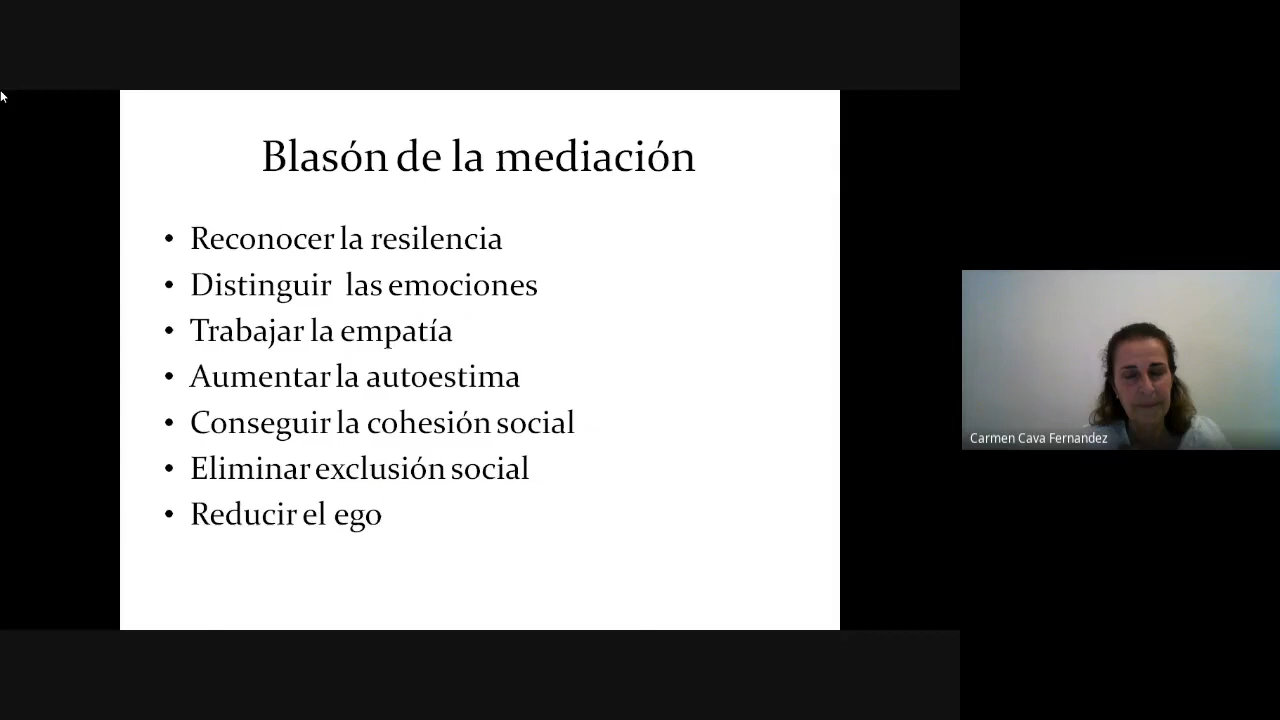 Blasón de la mediación
• Reconocer la resilencia
• Distinguir las emociones
• Trabajar la empatía
• Aumentar la autoestima
• Conseguir la cohesión social
• Eliminar exclusión social
• Reducir el ego
Carmen Cava Fernandez